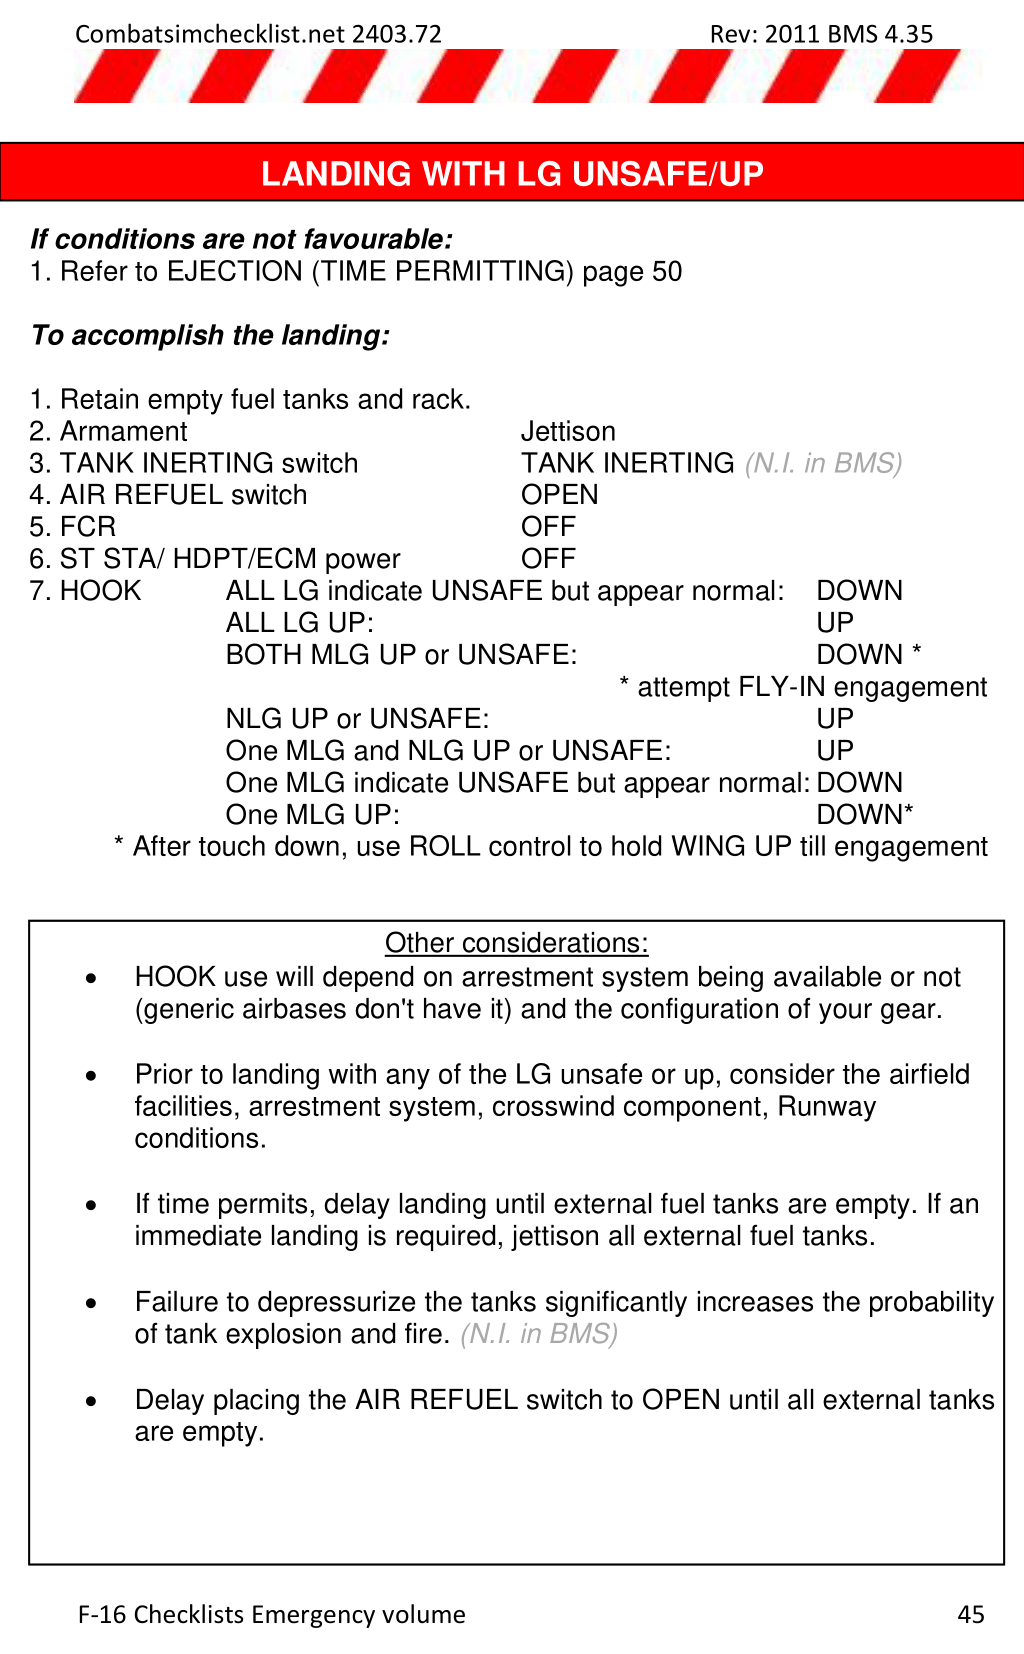 Combatsimchecklist.net 2403.72 Rev: 2011 BMS 4.35
LANDING WITH LG UNSAFE/UP
If conditions are not favourable:
1. Refer to EJECTION (TIME PERMITTING) page 50
To accomplish the landing:
1. Retain empty fuel tanks and rack.
2. Armament Jettison
3. TANK INERTING switch TANK INERTING (N.I. in BMS)
4. AIR REFUEL switch OPEN
5. FCR OFF
6. ST STA/ HDPT/ECM power OFF
7. HOOK ALL LG indicate UNSAFE but appear normal: DOWN
ALL LG UP: UP
BOTH MLG UP or UNSAFE: DOWN *
* attempt FLY-IN engagement
NLG UP or UNSAFE: UP
One MLG and NLG UP or UNSAFE: UP
One MLG indicate UNSAFE but appear normal: DOWN
One MLG UP: DOWN*
* After touch down, use ROLL control to hold WING UP till engagement
Other considerations:
• HOOK use will depend on arrestment system being available or not
(generic airbases don't have it) and the configuration of your gear.
• Prior to landing with any of the LG unsafe or up, consider the airfield
facilities, arrestment system, crosswind component, Runway
conditions.
• If time permits, delay landing until external fuel tanks are empty. If an
immediate landing is required, jettison all external fuel tanks.
• Failure to depressurize the tanks significantly increases the probability
of tank explosion and fire. (N.I. in BMS)
• Delay placing the AIR REFUEL switch to OPEN until all external tanks
are empty.
F-16 Checklists Emergency volume 45